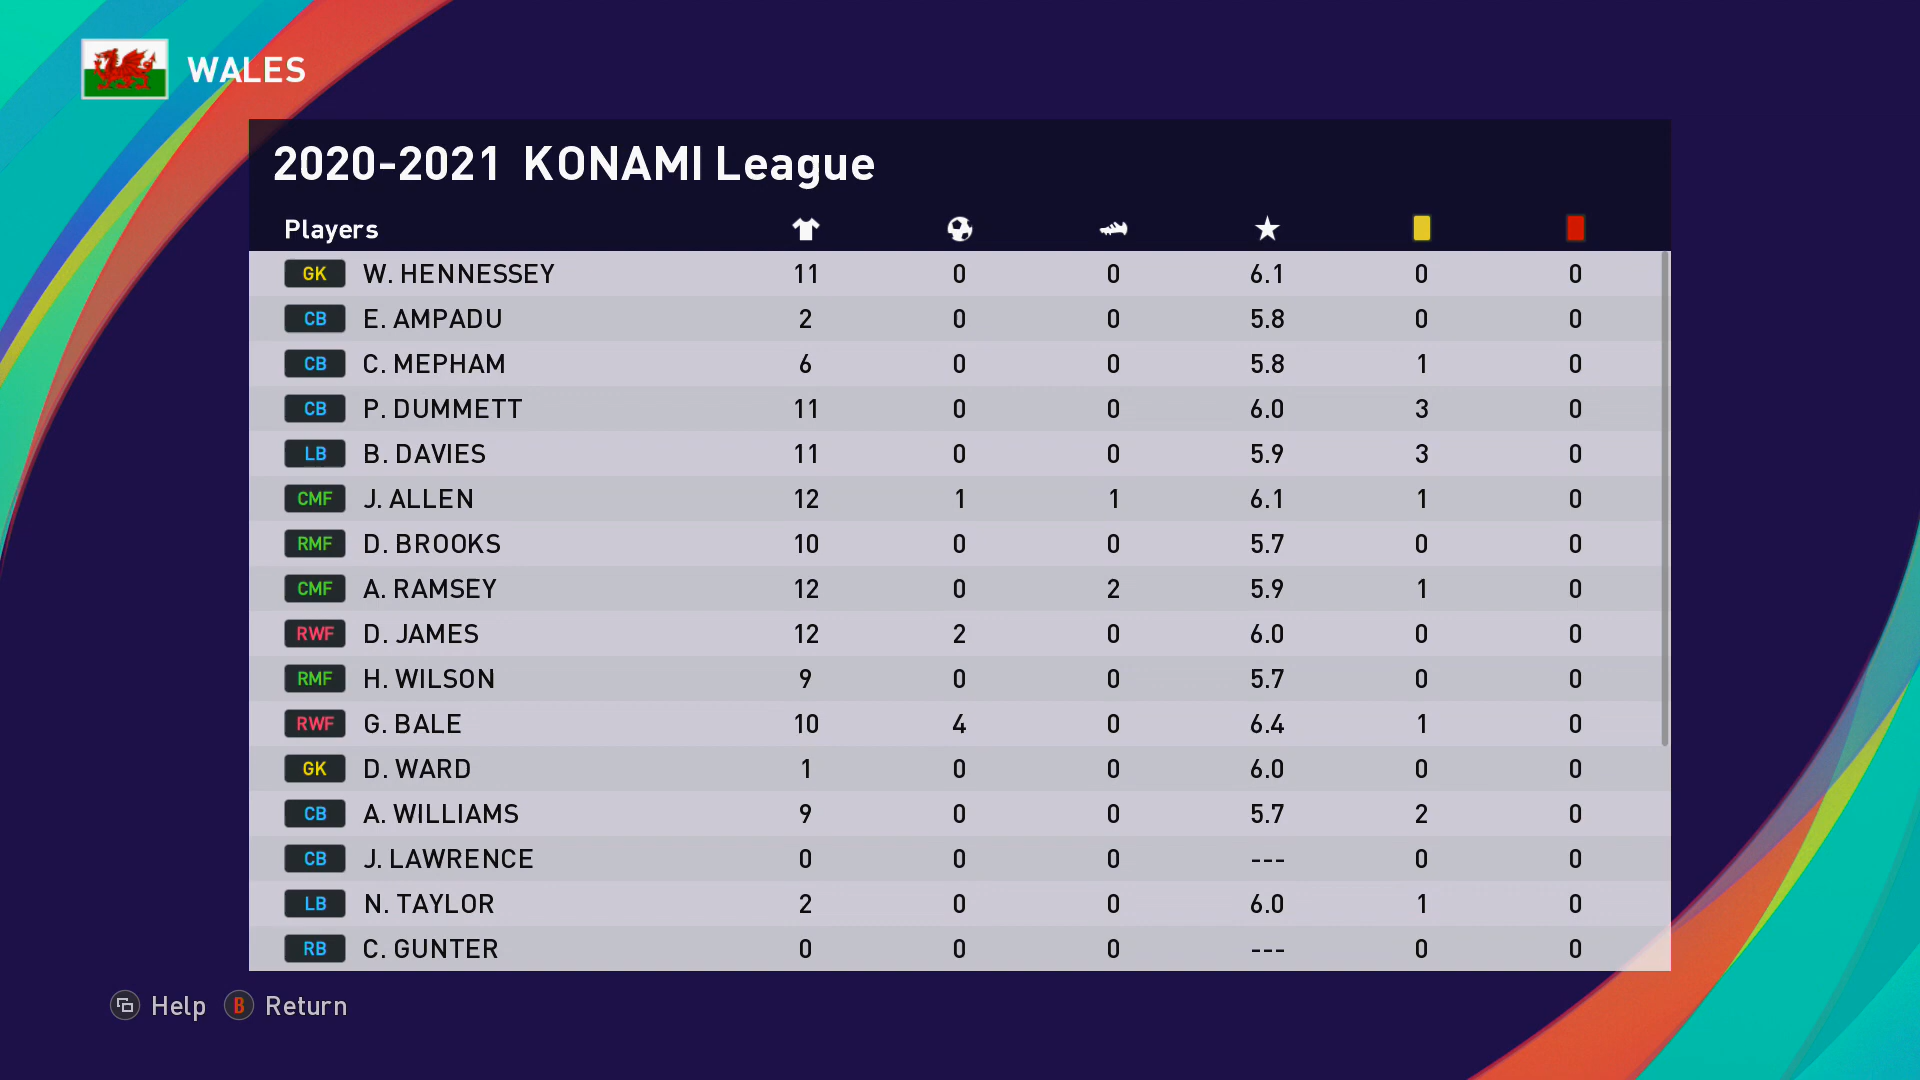 WALES
2020-2021 KONAMI League
Players
GK W. HENNESSEY 11 0 0 6.1 0 0
CB E. AMPADU 2 0 0 5.8 0 0
CB C. MEPHAM 6 0 0 5.8 1 0
CB P. DUMMETT 11 0 0 6.0 3 0
LB B. DAVIES 11 0 0 5.9 3 0
CMF J. ALLEN 12 1 1 6.1 1 0
RMF D. BROOKS 10 0 0 5.7 0 0
CMF A. RAMSEY 12 0 2 5.9 1 0
RWF D. JAMES 12 2 0 6.0 0 0
RMF H. WILSON 9 0 0 5.7 0 0
RWF G. BALE 10 4 0 6.4 1 0
GK D. WARD 1 0 0 6.0 0 0
CB A. WILLIAMS 9 0 0 5.7 2 0
CB J. LAWRENCE 0 0 0 --- 0 0
LB N. TAYLOR 2 0 0 6.0 1 0
RB C. GUNTER 0 0 0 --- 0 0
Help B Return